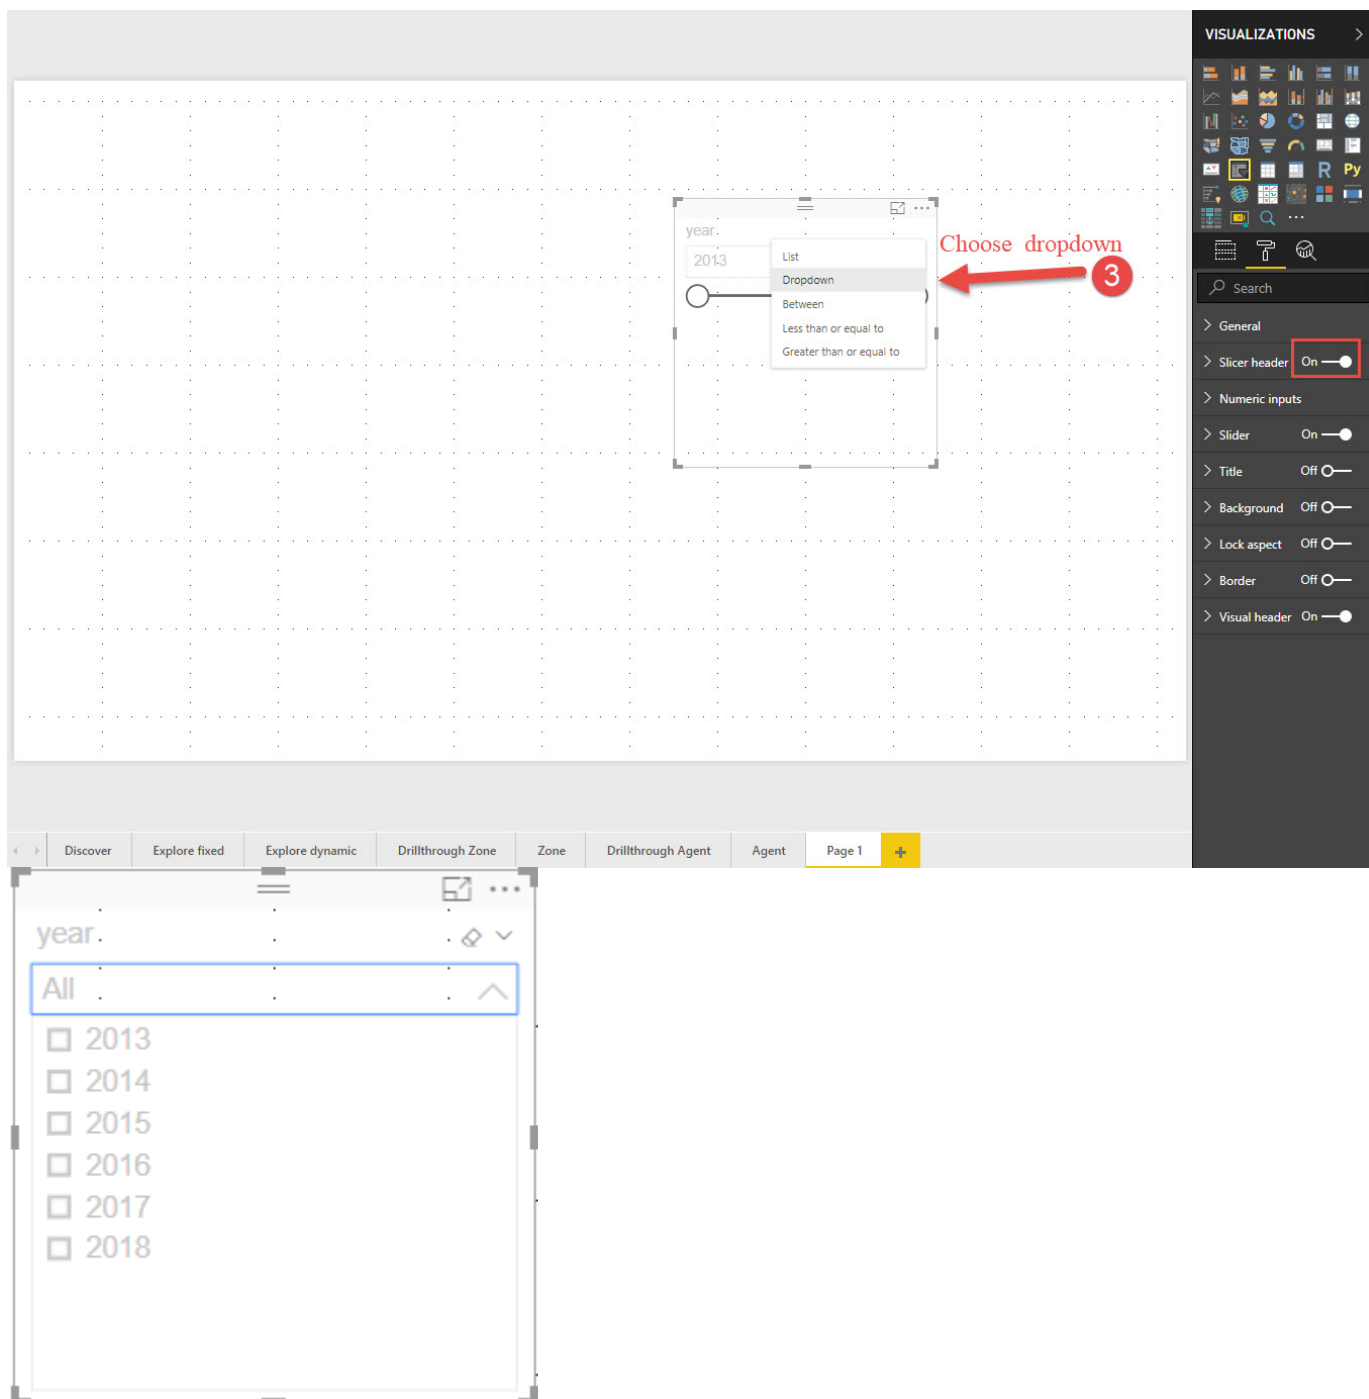 VISUALIZATIONS
R Py
year
2013
List
Dropdown
Between
Less than or equal to
Greater than or equal to
Choose dropdown
3
Search
General
Slicer header On
Numeric inputs
Slider On
Title Off
Background Off
Lock aspect Off
Border Off
Visual header On
Discover Explore fixed Explore dynamic Drillthrough Zone Zone Drillthrough Agent Agent Page 1 +
year
All
2013
2014
2015
2016
2017
2018